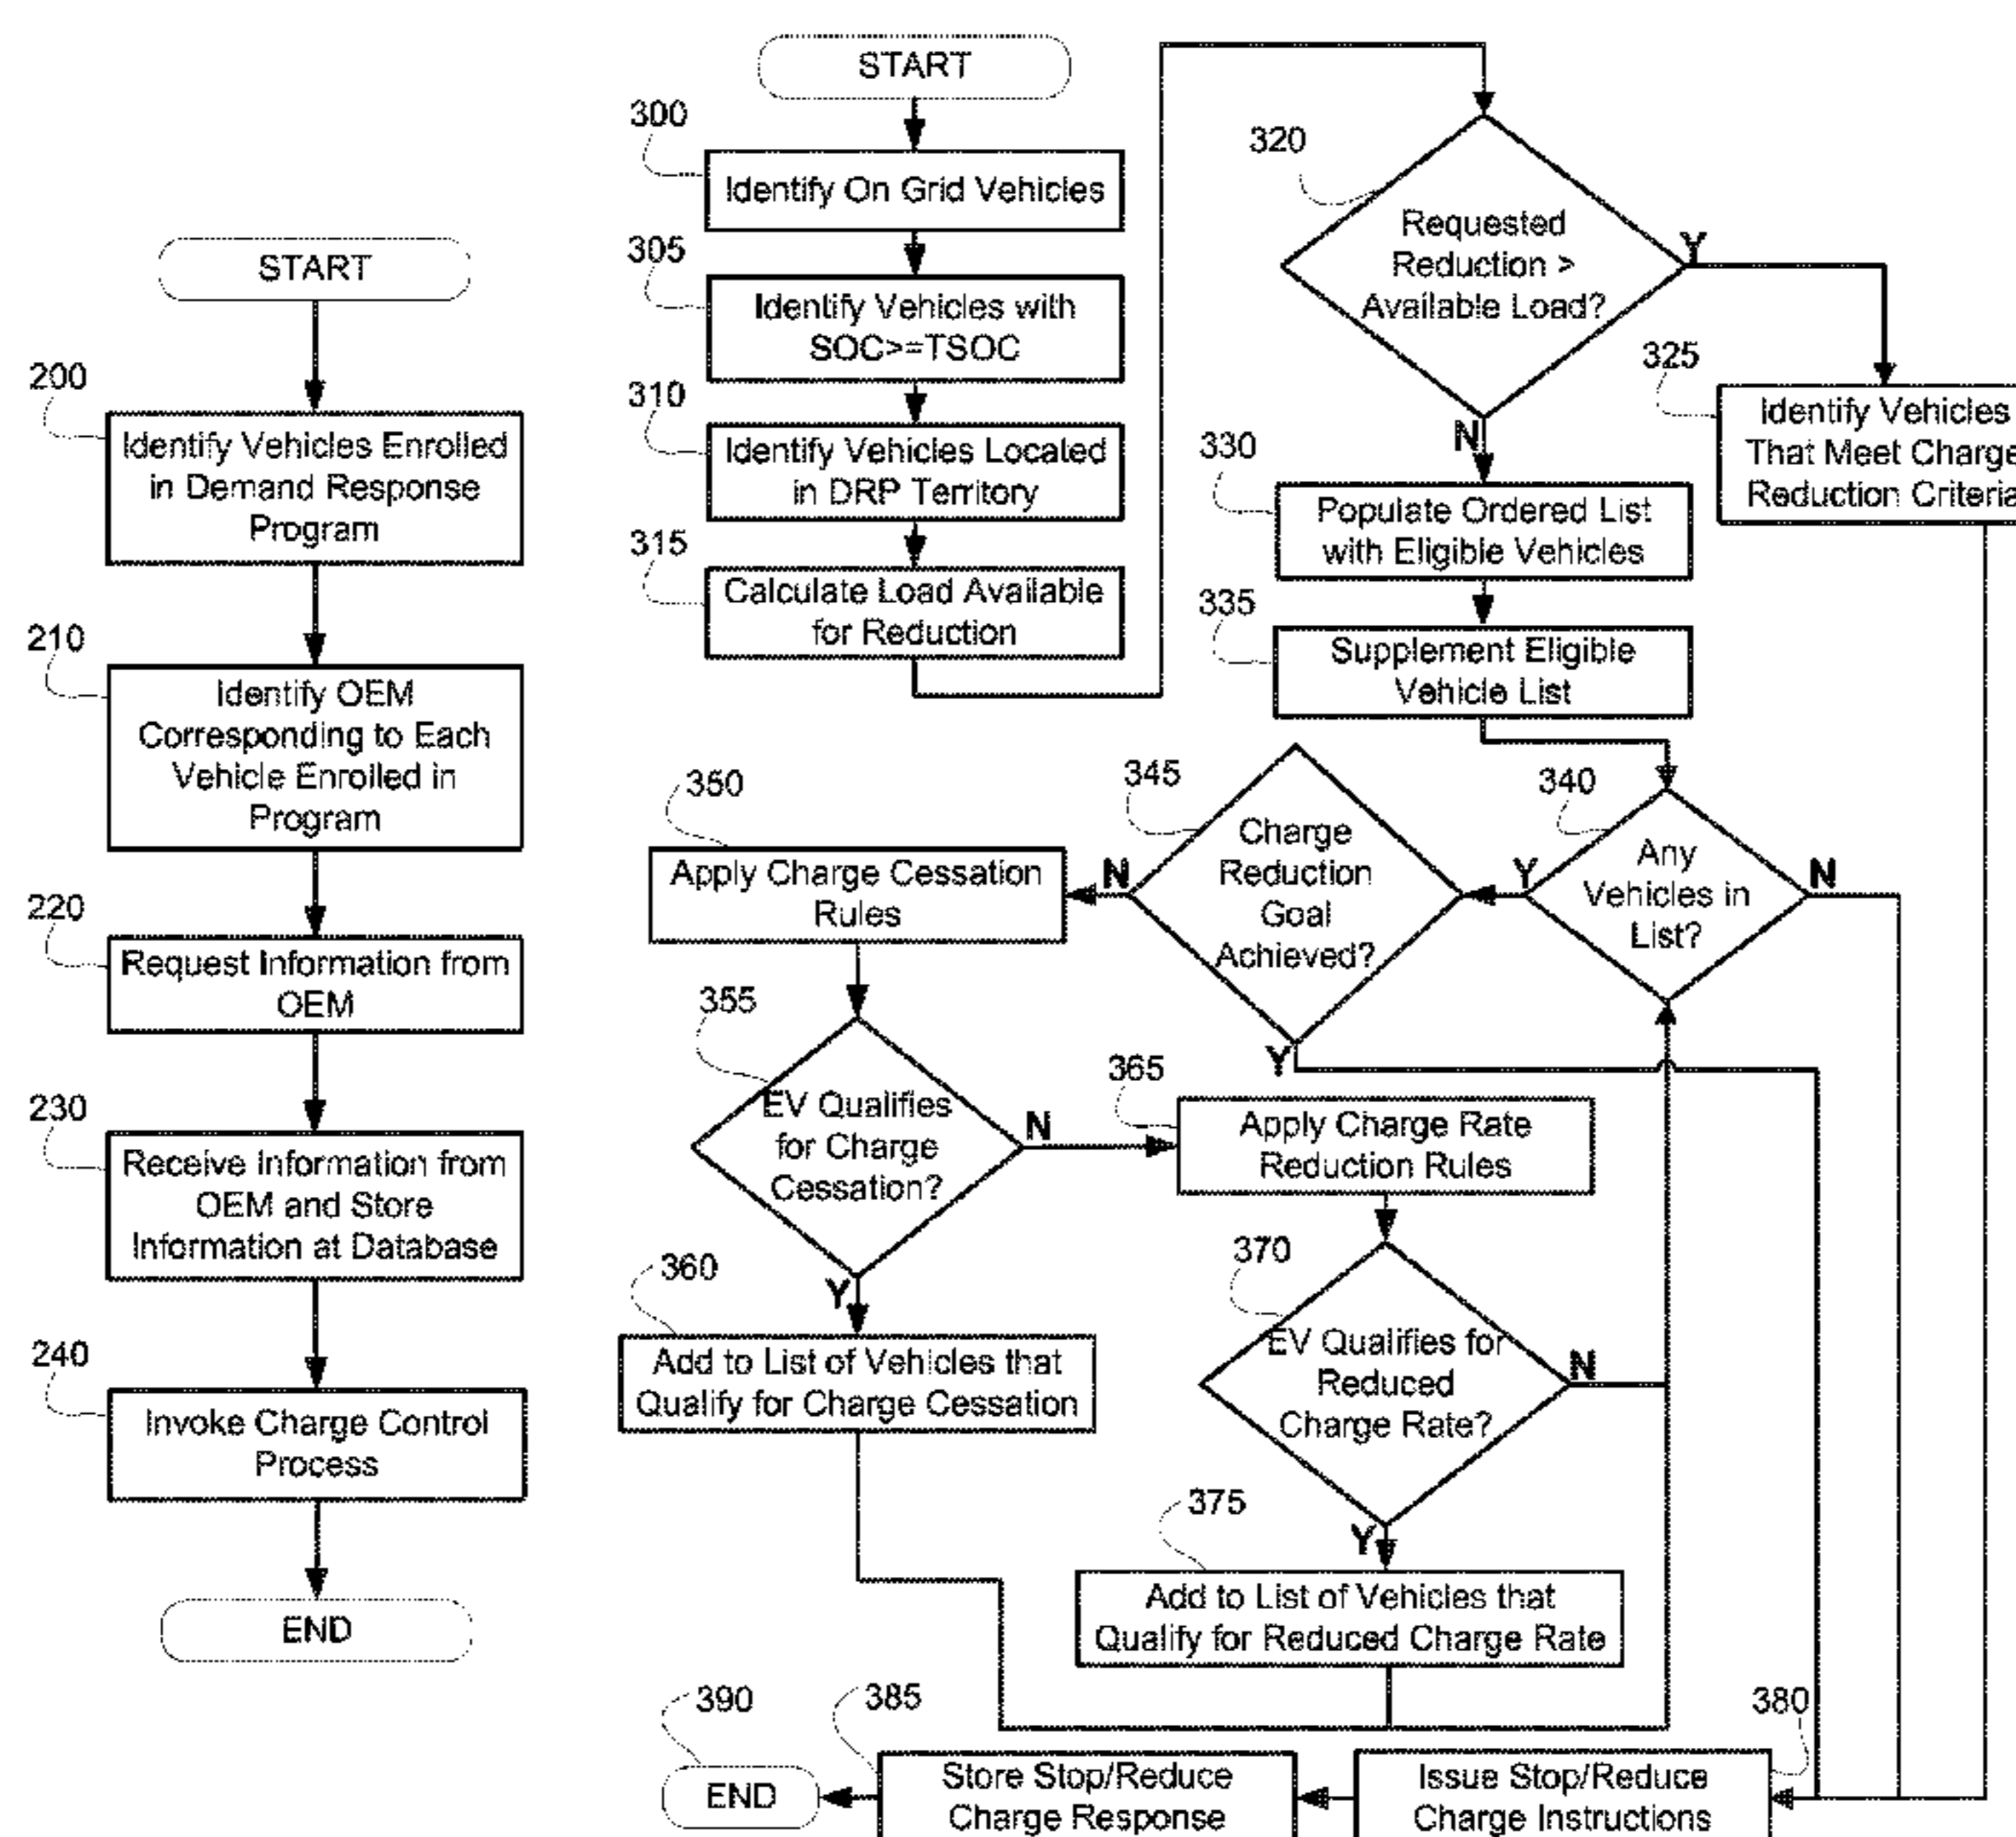 START
200
Identify Vehicles Enrolled
in Demand Response
Program
210
Identify OEM
Corresponding to Each
Vehicle Enrolled in
Program
220
Request Information from
OEM
230
Receive Information from
OEM and Store
Information at Database
240
Invoke Charge Control
Process
END
START
300
Identify On Grid Vehicles
305
Identify Vehicles with
SOC>=TSOC
310
Identify Vehicles Located
in DRP Territory
315
Calculate Load Available
for Reduction
320
Requested
Reduction >
Available Load?
Y
N
325
Identify Vehicles
That Meet Charge
Reduction Criteria
330
Populate Ordered List
with Eligible Vehicles
335
Supplement Eligible
Vehicle List
340
Any
Vehicles in
List?
Y
N
345
Charge
Reduction
Goal
Achieved?
N
Y
350
Apply Charge Cessation
Rules
355
EV Qualifies
for Charge
Cessation?
N
Y
360
Add to List of Vehicles that
Qualify for Charge Cessation
365
Apply Charge Rate
Reduction Rules
370
EV Qualifies for
Reduced
Charge Rate?
N
Y
375
Add to List of Vehicles that
Qualify for Reduced Charge Rate
380
Issue Stop/Reduce
Charge Instructions
385
Store Stop/Reduce
Charge Response
390
END